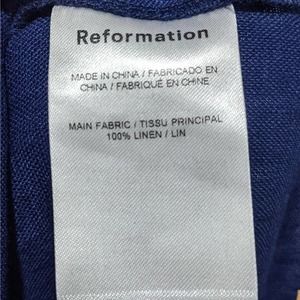 Reformation
MADE IN CHINA / FABRICADO EN
CHINA / FABRIQUÉ EN CHINE
MAIN FABRIC / TISSU PRINCIPAL
100% LINEN / LIN